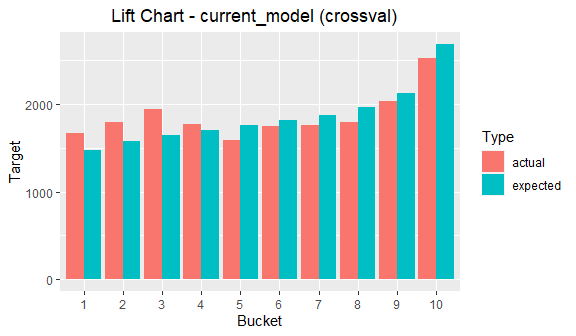 Lift Chart - current_model (crossval)
Target
2000
1000
0
1 2 3 4 5 6 7 8 9 10
Bucket
Type
actual
expected